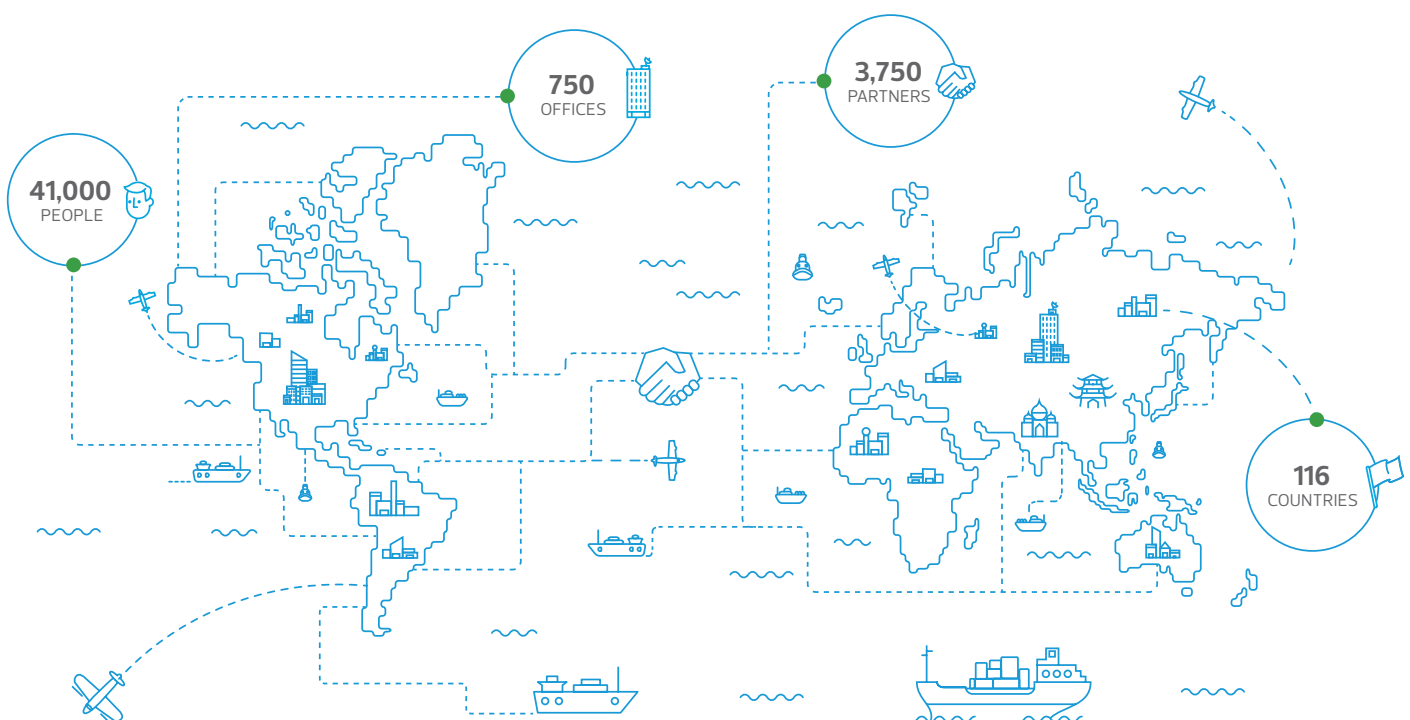 750
OFFICES
3,750
PARTNERS
41,000
PEOPLE
116
COUNTRIES